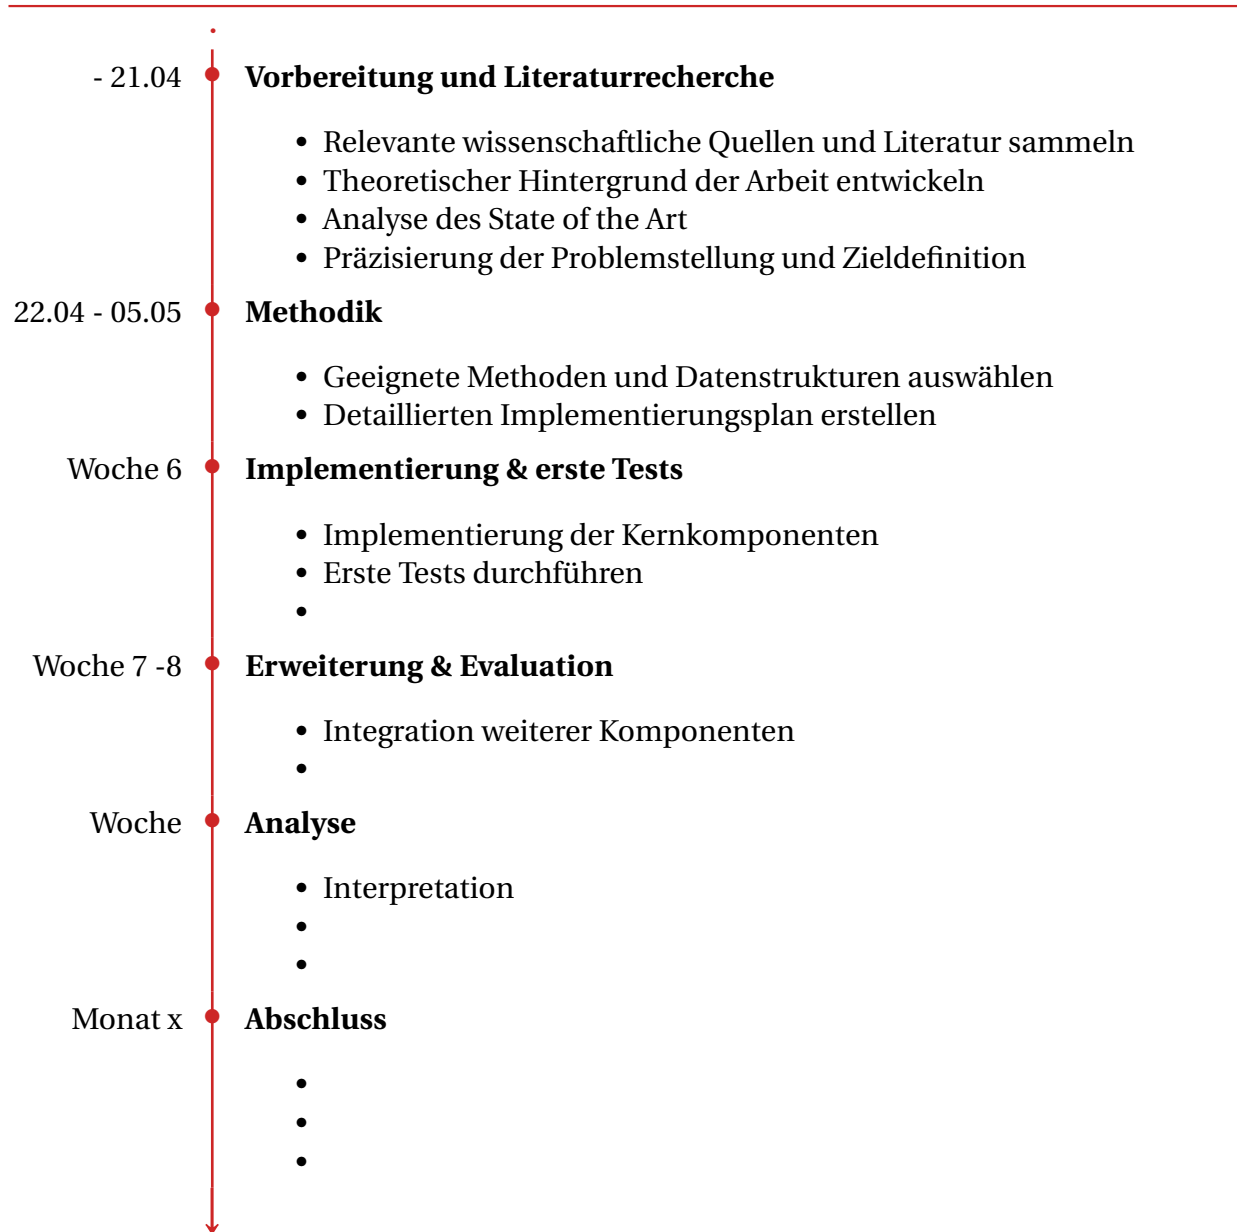 - 21.04 Vorbereitung und Literaturrecherche
• Relevante wissenschaftliche Quellen und Literatur sammeln
• Theoretischer Hintergrund der Arbeit entwickeln
• Analyse des State of the Art
• Präzisierung der Problemstellung und Zieldefinition
22.04 - 05.05 Methodik
• Geeignete Methoden und Datenstrukturen auswählen
• Detaillierten Implementierungsplan erstellen
Woche 6 Implementierung & erste Tests
• Implementierung der Kernkomponenten
• Erste Tests durchführen
•
Woche 7 -8 Erweiterung & Evaluation
• Integration weiterer Komponenten
•
Woche Analyse
• Interpretation
•
•
Monat x Abschluss
•
•
•